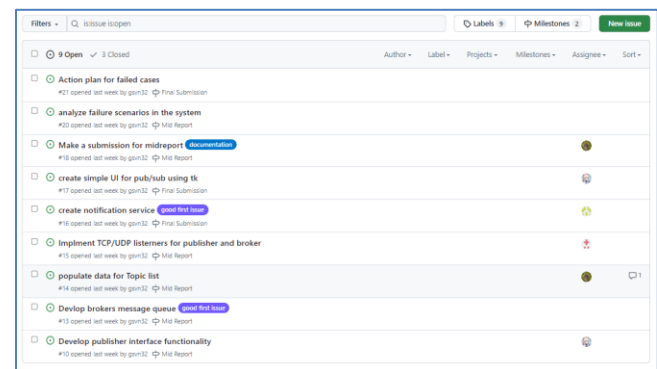 Filters
is:issue is:open
Labels 9
Milestones 2
New issue
9 Open 3 Closed
Author Label Projects Milestones Assignee Sort
Action plan for failed cases
#21 opened last week by gsvn32 Final Submission
analyze failure scenarios in the system
#20 opened last week by gsvn32 Mid Report
Make a submission for midreport documentation
#18 opened last week by gsvn32 Mid Report
create simple UI for pub/sub using tk
#17 opened last week by gsvn32 Final Submission
create notification service good first issue
#16 opened last week by gsvn32 Final Submission
Implment TCP/UDP listerners for publisher and broker
#15 opened last week by gsvn32 Mid Report
populate data for Topic list 1
#14 opened last week by gsvn32 Mid Report
Devlop brokers message queue good first issue
#13 opened last week by gsvn32 Mid Report
Develop publisher interface functionality
#10 opened last week by gsvn32 Mid Report